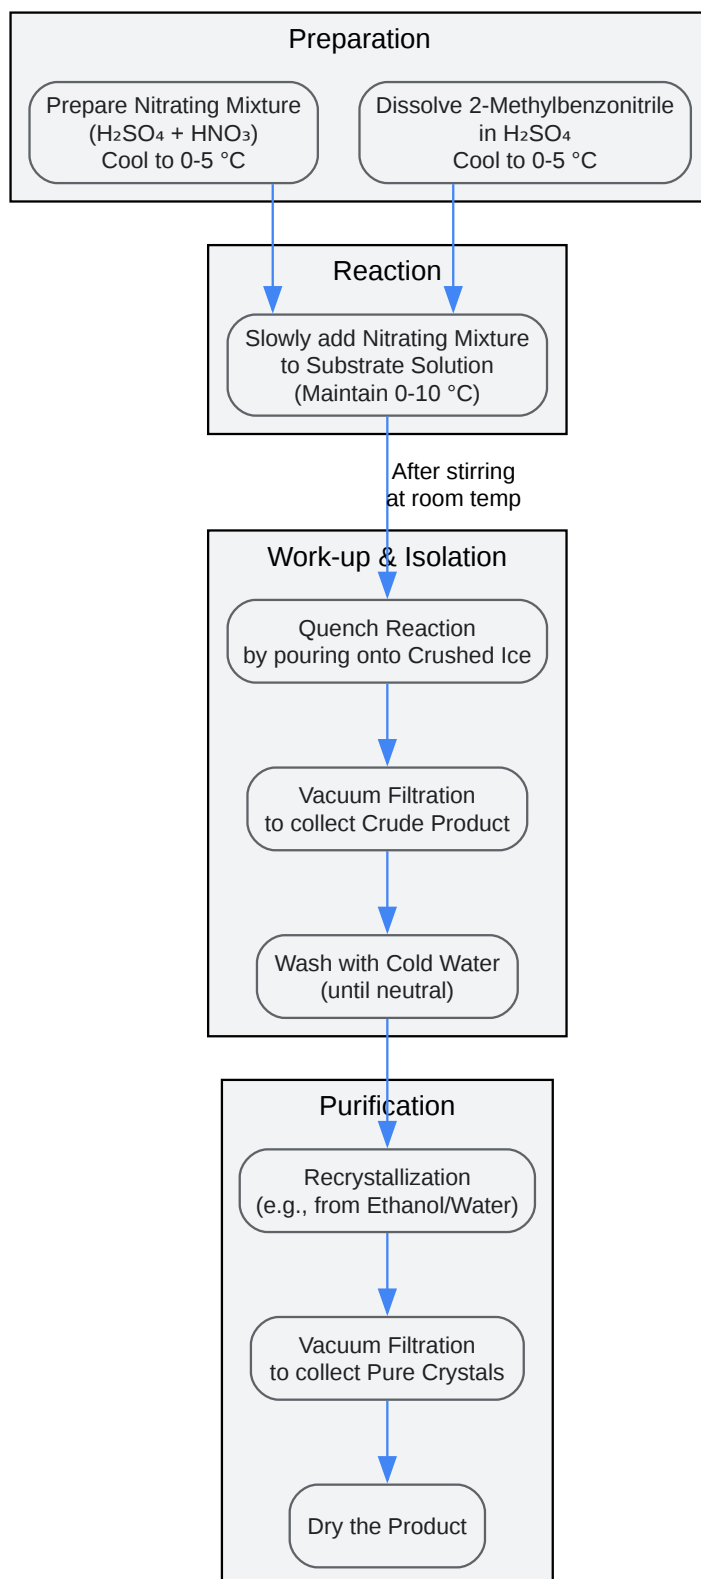 Preparation
Prepare Nitrating Mixture
(H₂SO₄ + HNO₃)
Cool to 0-5 °C
Dissolve 2-Methylbenzonitrile
in H₂SO₄
Cool to 0-5 °C
Reaction
Slowly add Nitrating Mixture
to Substrate Solution
(Maintain 0-10 °C)
After stirring
at room temp
Work-up & Isolation
Quench Reaction
by pouring onto Crushed Ice
Vacuum Filtration
to collect Crude Product
Wash with Cold Water
(until neutral)
Purification
Recrystallization
(e.g., from Ethanol/Water)
Vacuum Filtration
to collect Pure Crystals
Dry the Product